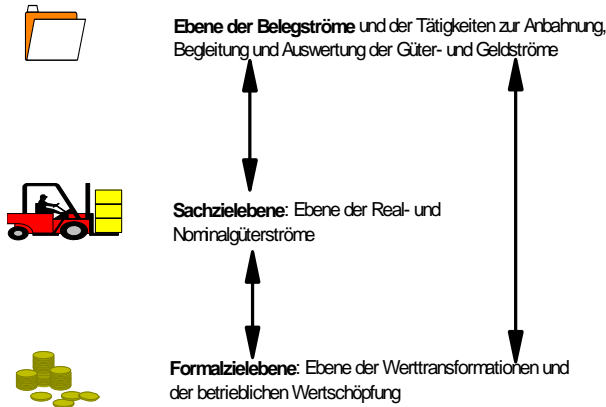 Ebene der Belegströme und der Tätigkeiten zur Anbahnung,
Begleitung und Auswertung der Güter- und Geldströme
Sachzielebene: Ebene der Real- und
Nominalgüterströme
Formalzielebene: Ebene der Werttransformationen und
der betrieblichen Wertschöpfung